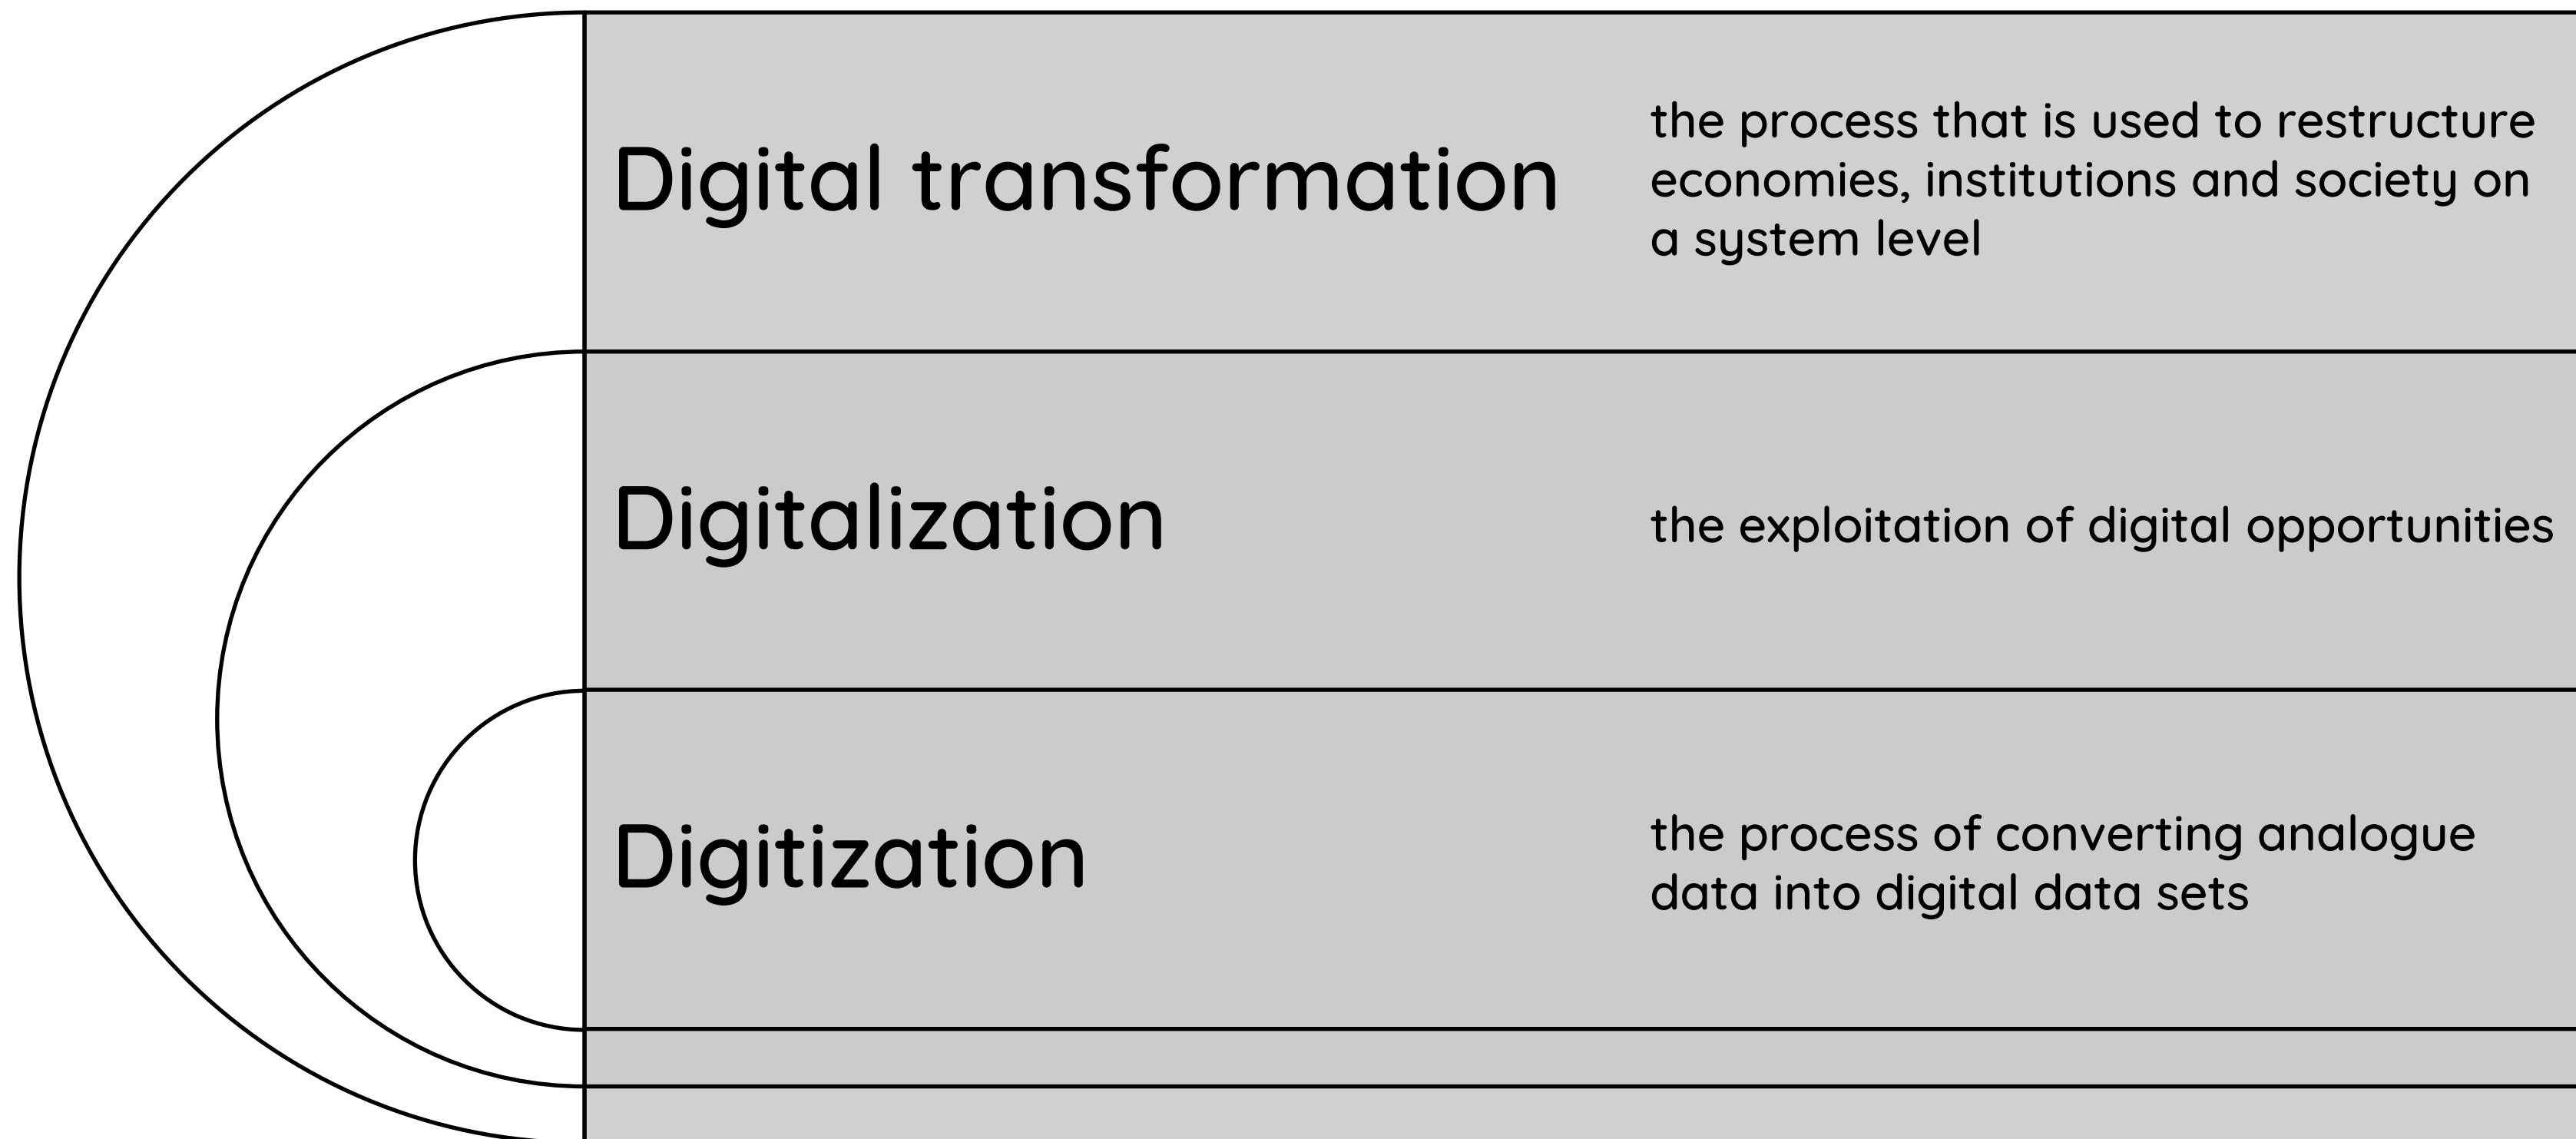 Digital transformation
the process that is used to restructure
economies, institutions and society on
a system level
Digitalization
the exploitation of digital opportunities
Digitization
the process of converting analogue
data into digital data sets